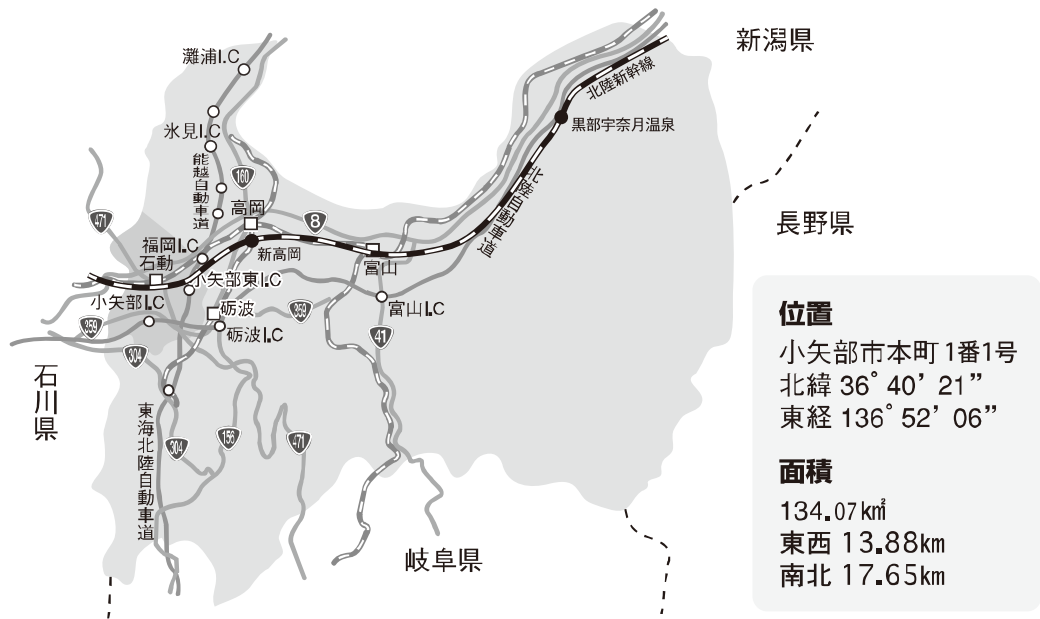 新潟県
灘浦I.C
北陸新幹線
黒部宇奈月温泉
氷見I.C
能越自動車道
160
北陸自動車道
471
高岡
8
長野県
福岡I.C
新高岡
石動
富山
小矢部東I.C
小矢部I.C
砺波
359
富山I.C
359
砺波I.C
41
304
石川県
東海北陸自動車道
304
156
471
岐阜県
位置
小矢部市本町1番1号
北緯 36°40’21”
東経 136°52’06”
面積
134.07㎢
東西 13.88km
南北 17.65km